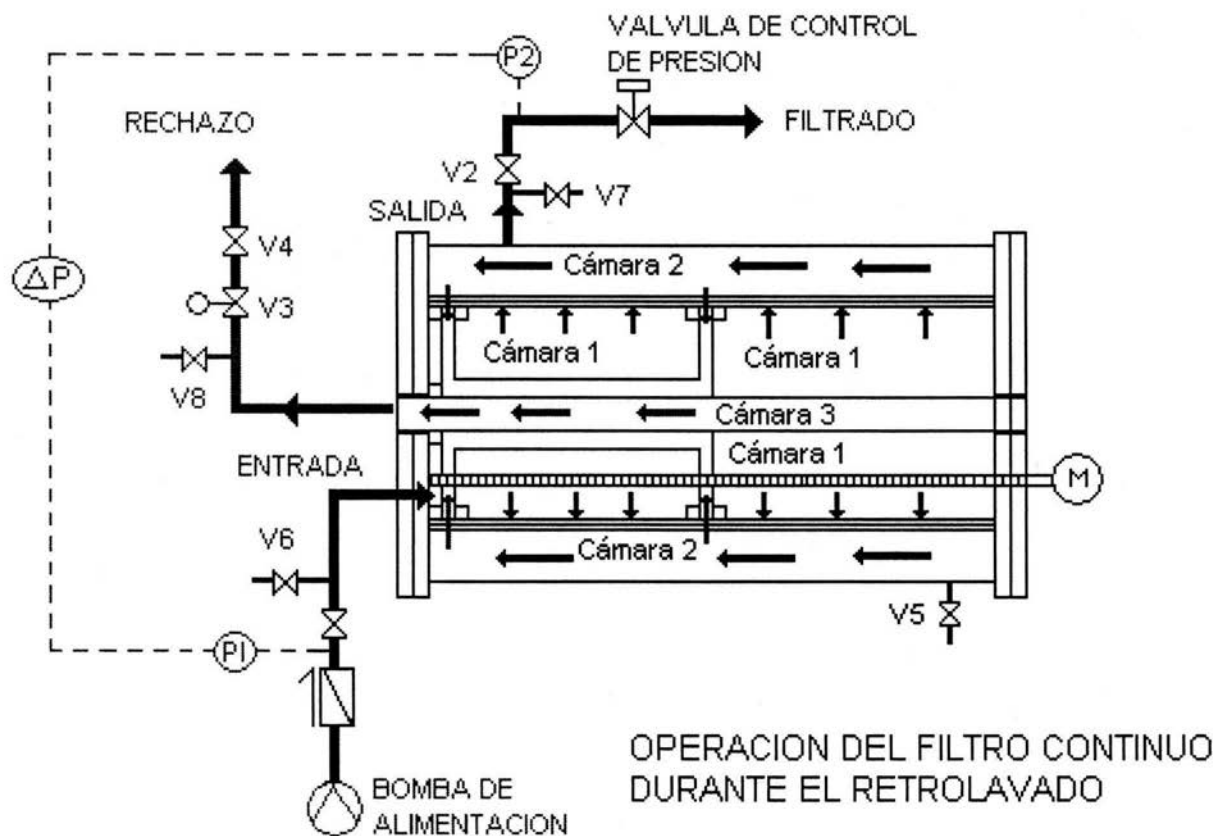 VALVULA DE CONTROL
DE PRESION
P2
RECHAZO
FILTRADO
V2
V7
SALIDA
V4
Cámara 2
ΔP
V3
Cámara 1
Cámara 1
V8
Cámara 3
ENTRADA
Cámara 1
M
V6
Cámara 2
V5
P1
OPERACION DEL FILTRO CONTINUO
DURANTE EL RETROLAVADO
BOMBA DE
ALIMENTACION